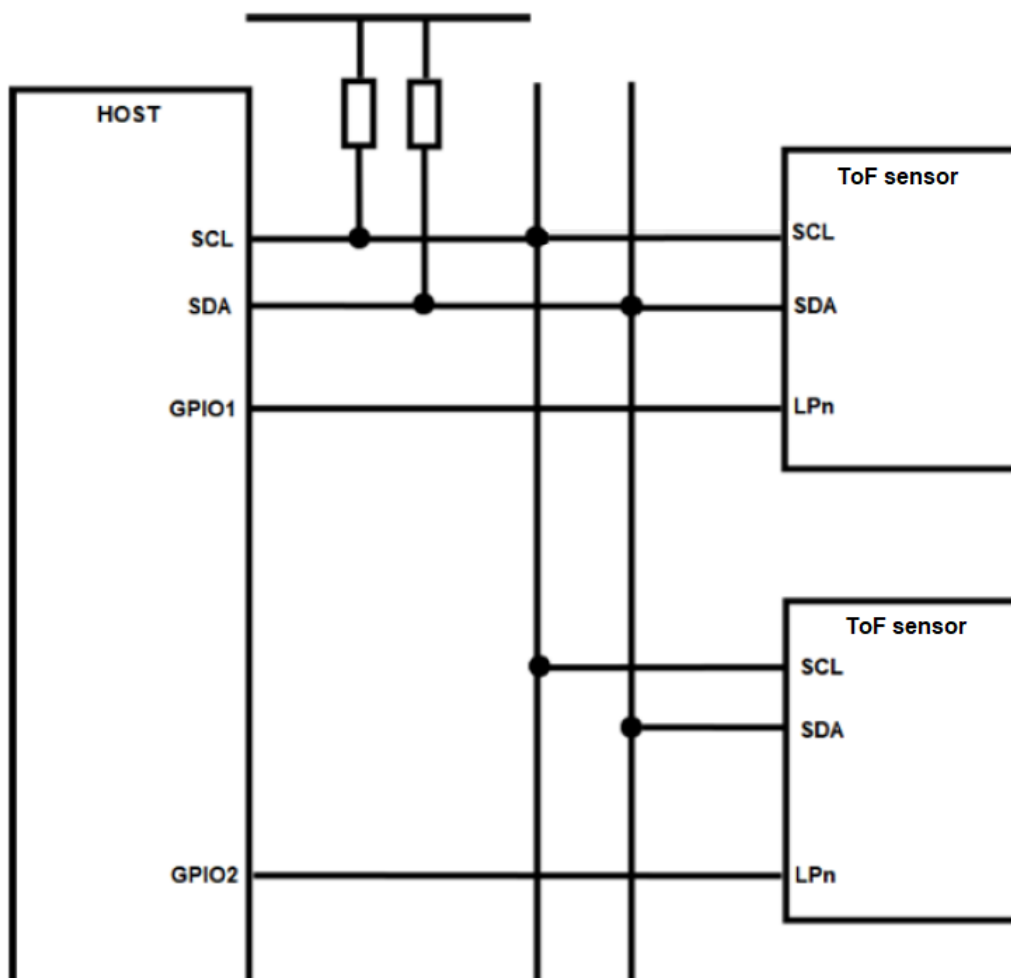 HOST
SCL
SDA
GPIO1
GPIO2
ToF sensor
SCL
SDA
LPn
ToF sensor
SCL
SDA
LPn